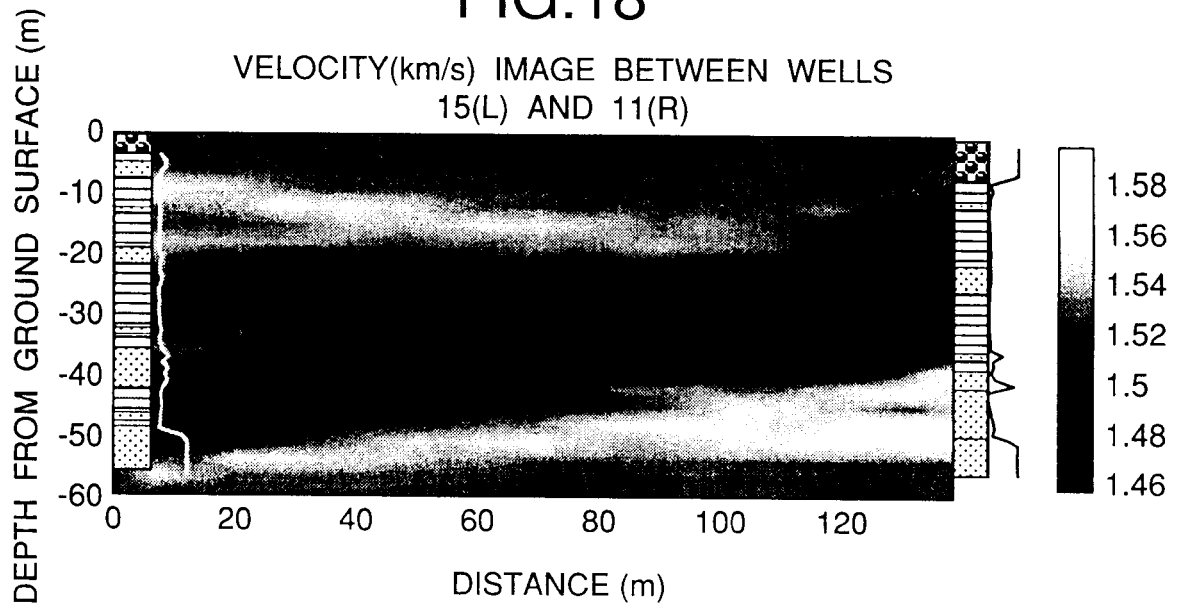 FIG.18
VELOCITY(km/s) IMAGE BETWEEN WELLS
15(L) AND 11(R)
DEPTH FROM GROUND SURFACE (m)
0
-10
-20
-30
-40
-50
-60
0 20 40 60 80 100 120
DISTANCE (m)
1.58
1.56
1.54
1.52
1.5
1.48
1.46